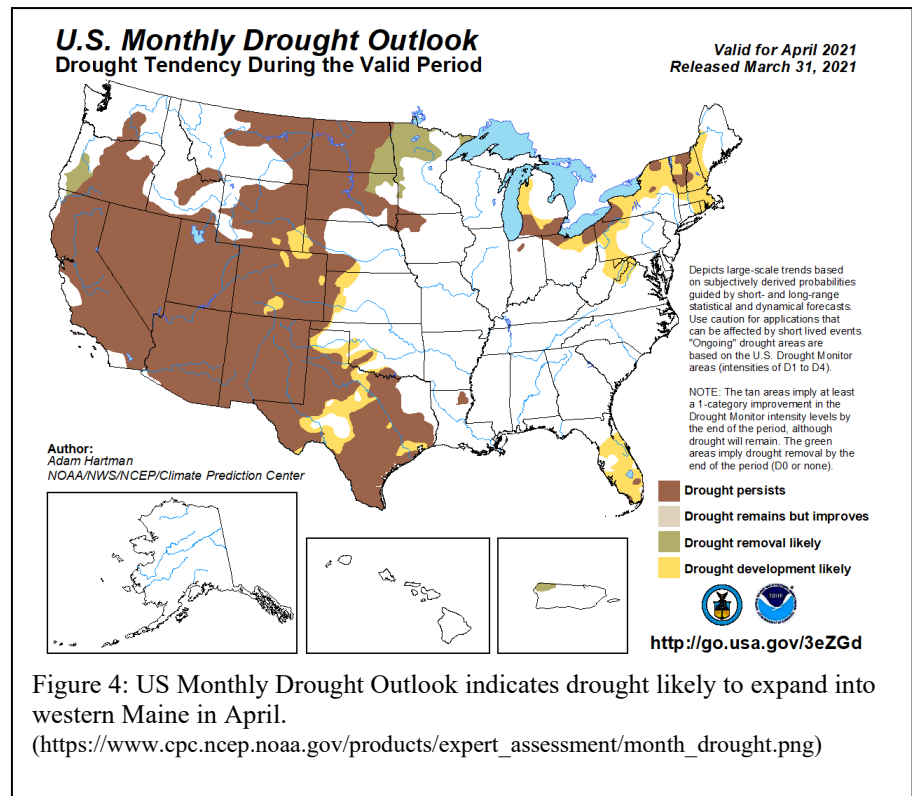 U.S. Monthly Drought Outlook
Drought Tendency During the Valid Period
Valid for April 2021
Released March 31, 2021
Depicts large-scale trends based
on subjectively derived probabilities
guided by short- and long-range
statistical and dynamical forecasts.
Use caution for applications that
can be affected by short lived events.
"Ongoing" drought areas are
based on the U.S. Drought Monitor
areas (intensities of D1 to D4).
NOTE: The tan areas imply at least
a 1-category improvement in the
Drought Monitor intensity levels by
the end of the period, although
drought will remain. The green
areas imply drought removal by the
end of the period (D0 or none).
Author:
Adam Hartman
NOAA/NWS/NCEP/Climate Prediction Center
Drought persists
Drought remains but improves
Drought removal likely
Drought development likely
http://go.usa.gov/3eZGd
Figure 4: US Monthly Drought Outlook indicates drought likely to expand into
western Maine in April.
(https://www.cpc.ncep.noaa.gov/products/expert_assessment/month_drought.png)